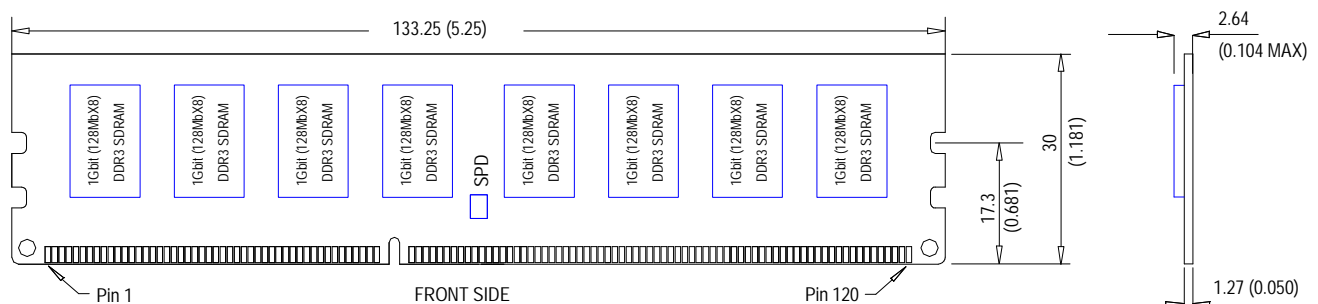 133.25 (5.25)
2.64
(0.104 MAX)
1Gbit (128MbX8)
DDR3 SDRAM
1Gbit (128MbX8)
DDR3 SDRAM
1Gbit (128MbX8)
DDR3 SDRAM
1Gbit (128MbX8)
DDR3 SDRAM
1Gbit (128MbX8)
DDR3 SDRAM
1Gbit (128MbX8)
DDR3 SDRAM
1Gbit (128MbX8)
DDR3 SDRAM
1Gbit (128MbX8)
DDR3 SDRAM
SPD
17.3
(0.681)
30
(1.181)
Pin 1
FRONT SIDE
Pin 120
1.27 (0.050)